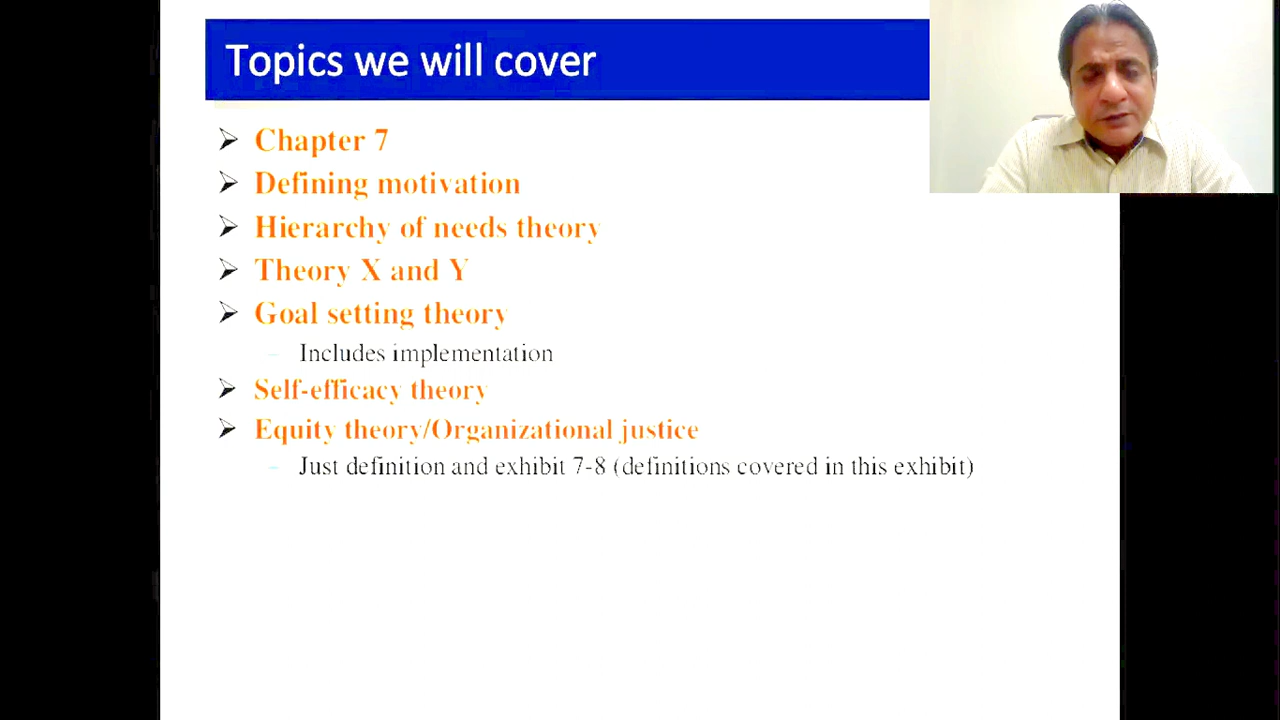 Topics we will cover
Chapter 7
Defining motivation
Hierarchy of needs theory
Theory X and Y
Goal setting theory
– Includes implementation
Self-efficacy theory
Equity theory/Organizational justice
– Just definition and exhibit 7-8 (definitions covered in this exhibit)